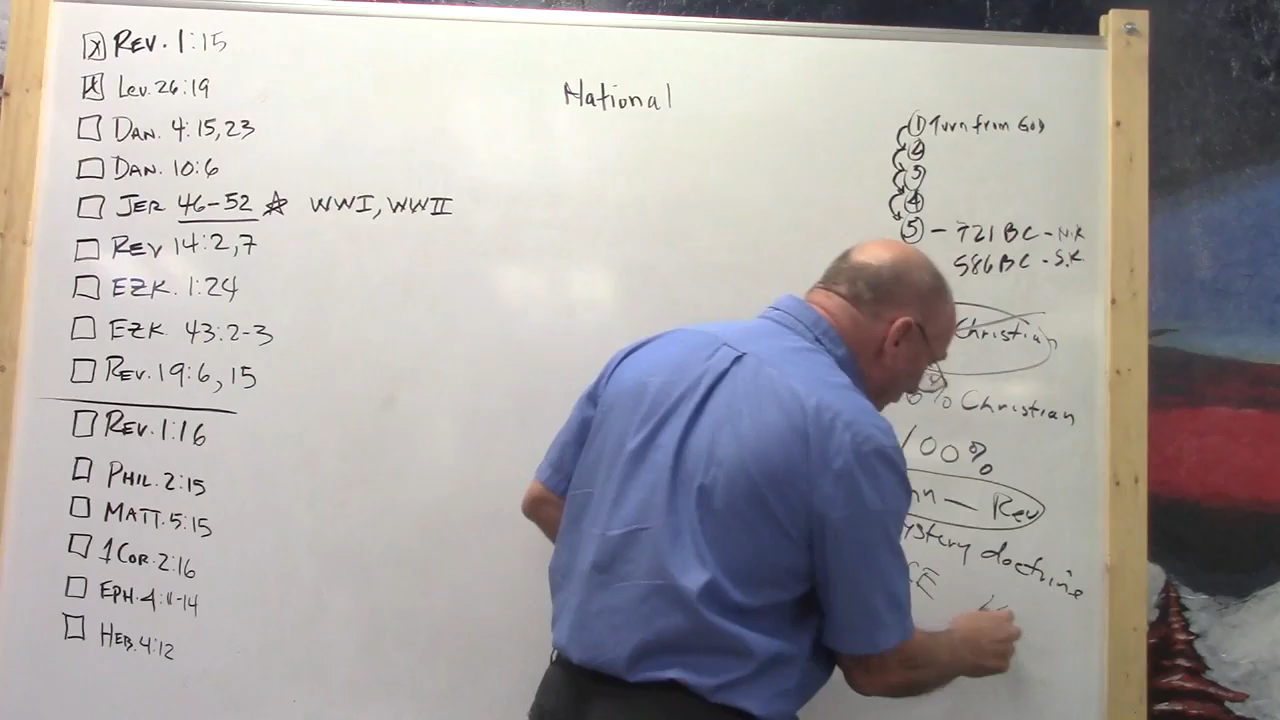 Rev. 1:15
Lev. 26:19
Dan. 4:15,23
Dan. 10:6
Jer 46-52 ☆ WWI, WWII
Rev 14:2,7
Ezk. 1:24
Ezk 43:2-3
Rev. 19:6, 15
Rev. 1:16
Phil. 2:15
Matt. 5:15
1 Cor. 2:16
Eph. 4:11-14
Heb. 4:12
National
① Turn from God
②
③
④
⑤ - 721 BC - N.K
586 BC - S.K.
Christian
% Christian
100%
— Rev
doctrine